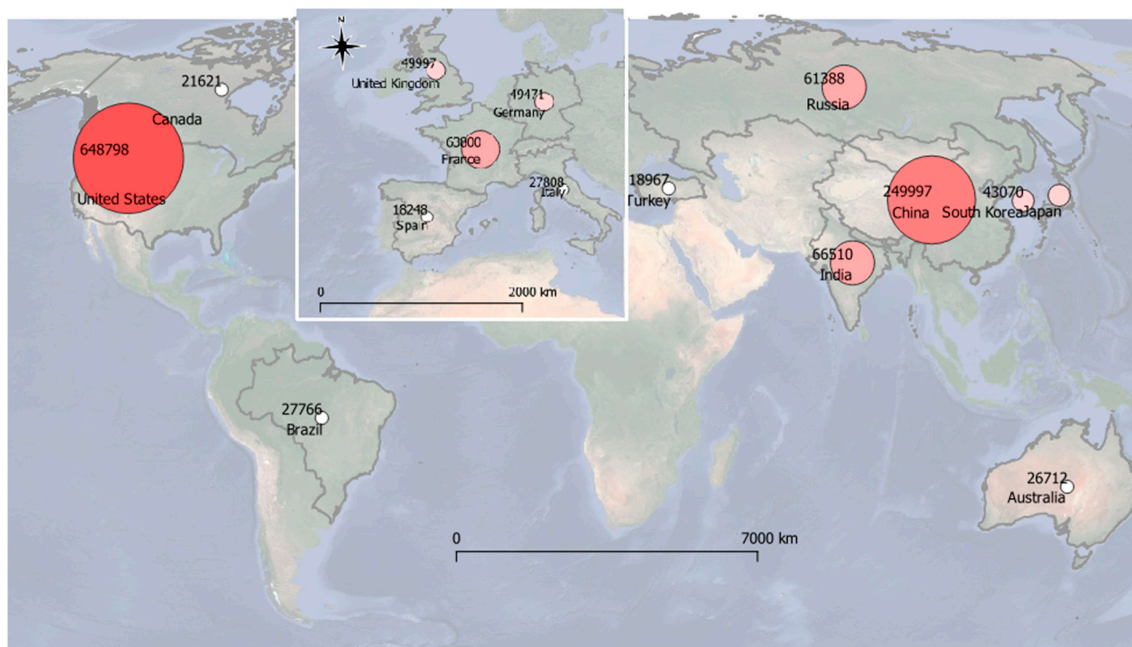 N
49997
United Kingdom
49471
Germany
63800
France
27808
Italy
18248
Spain
0 2000 km
21621
Canada
648798
United States
61388
Russia
18967
Turkey
249997
China
43070
South Korea
Japan
66510
India
27766
Brazil
26712
Australia
0 7000 km